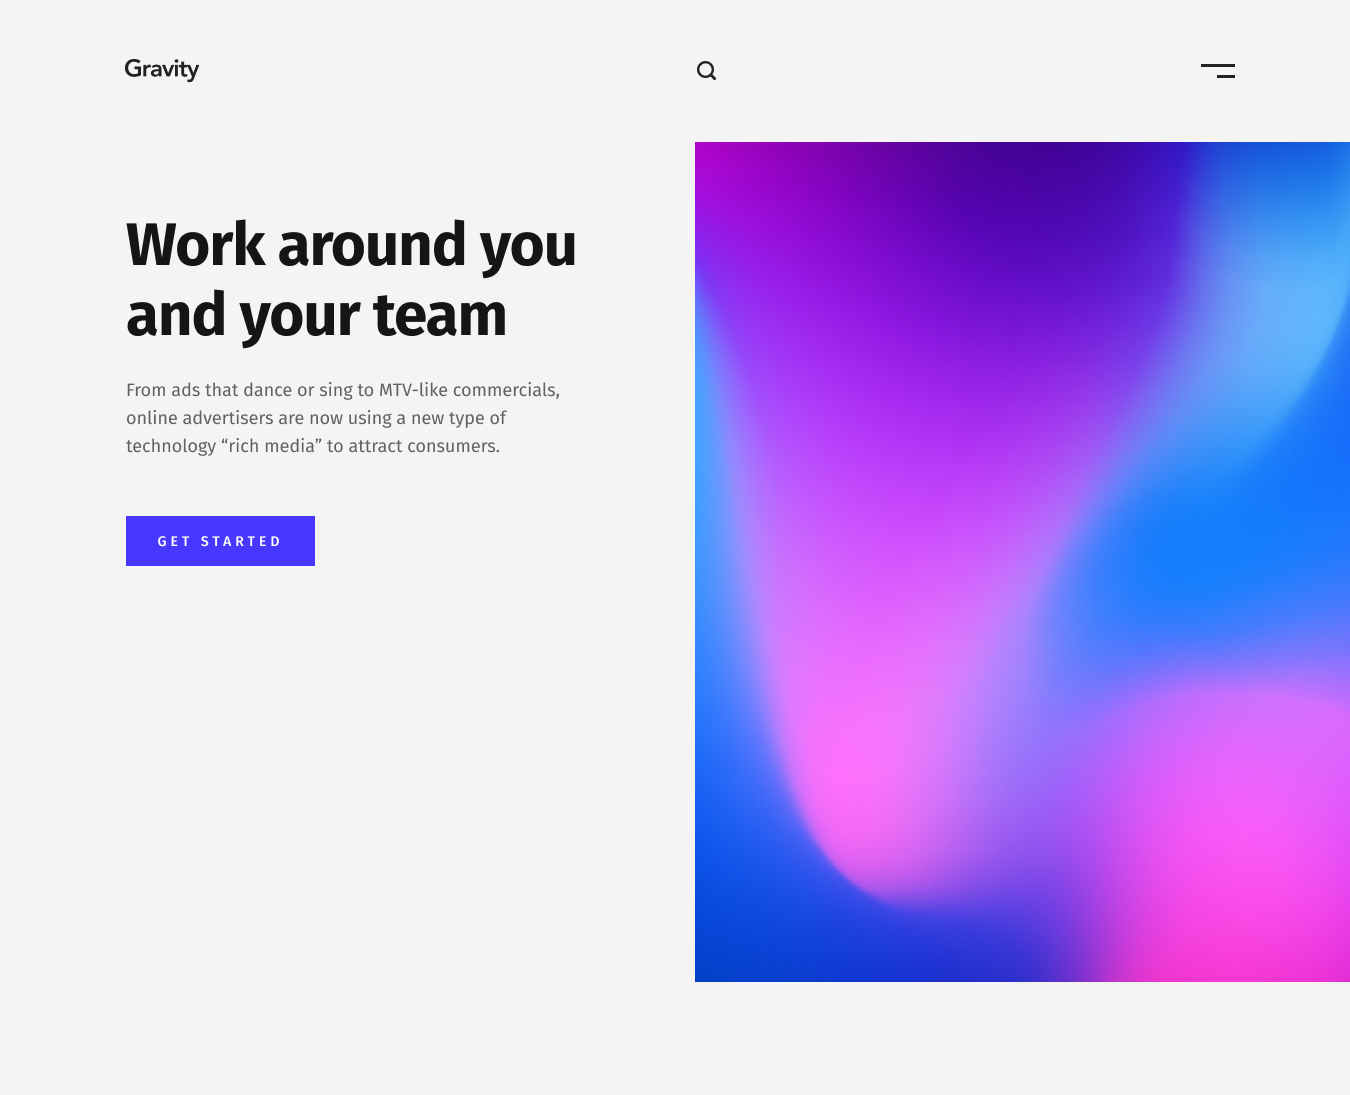 Gravity
Work around you
and your team
From ads that dance or sing to MTV-like commercials,
online advertisers are now using a new type of
technology “rich media” to attract consumers.
GET STARTED